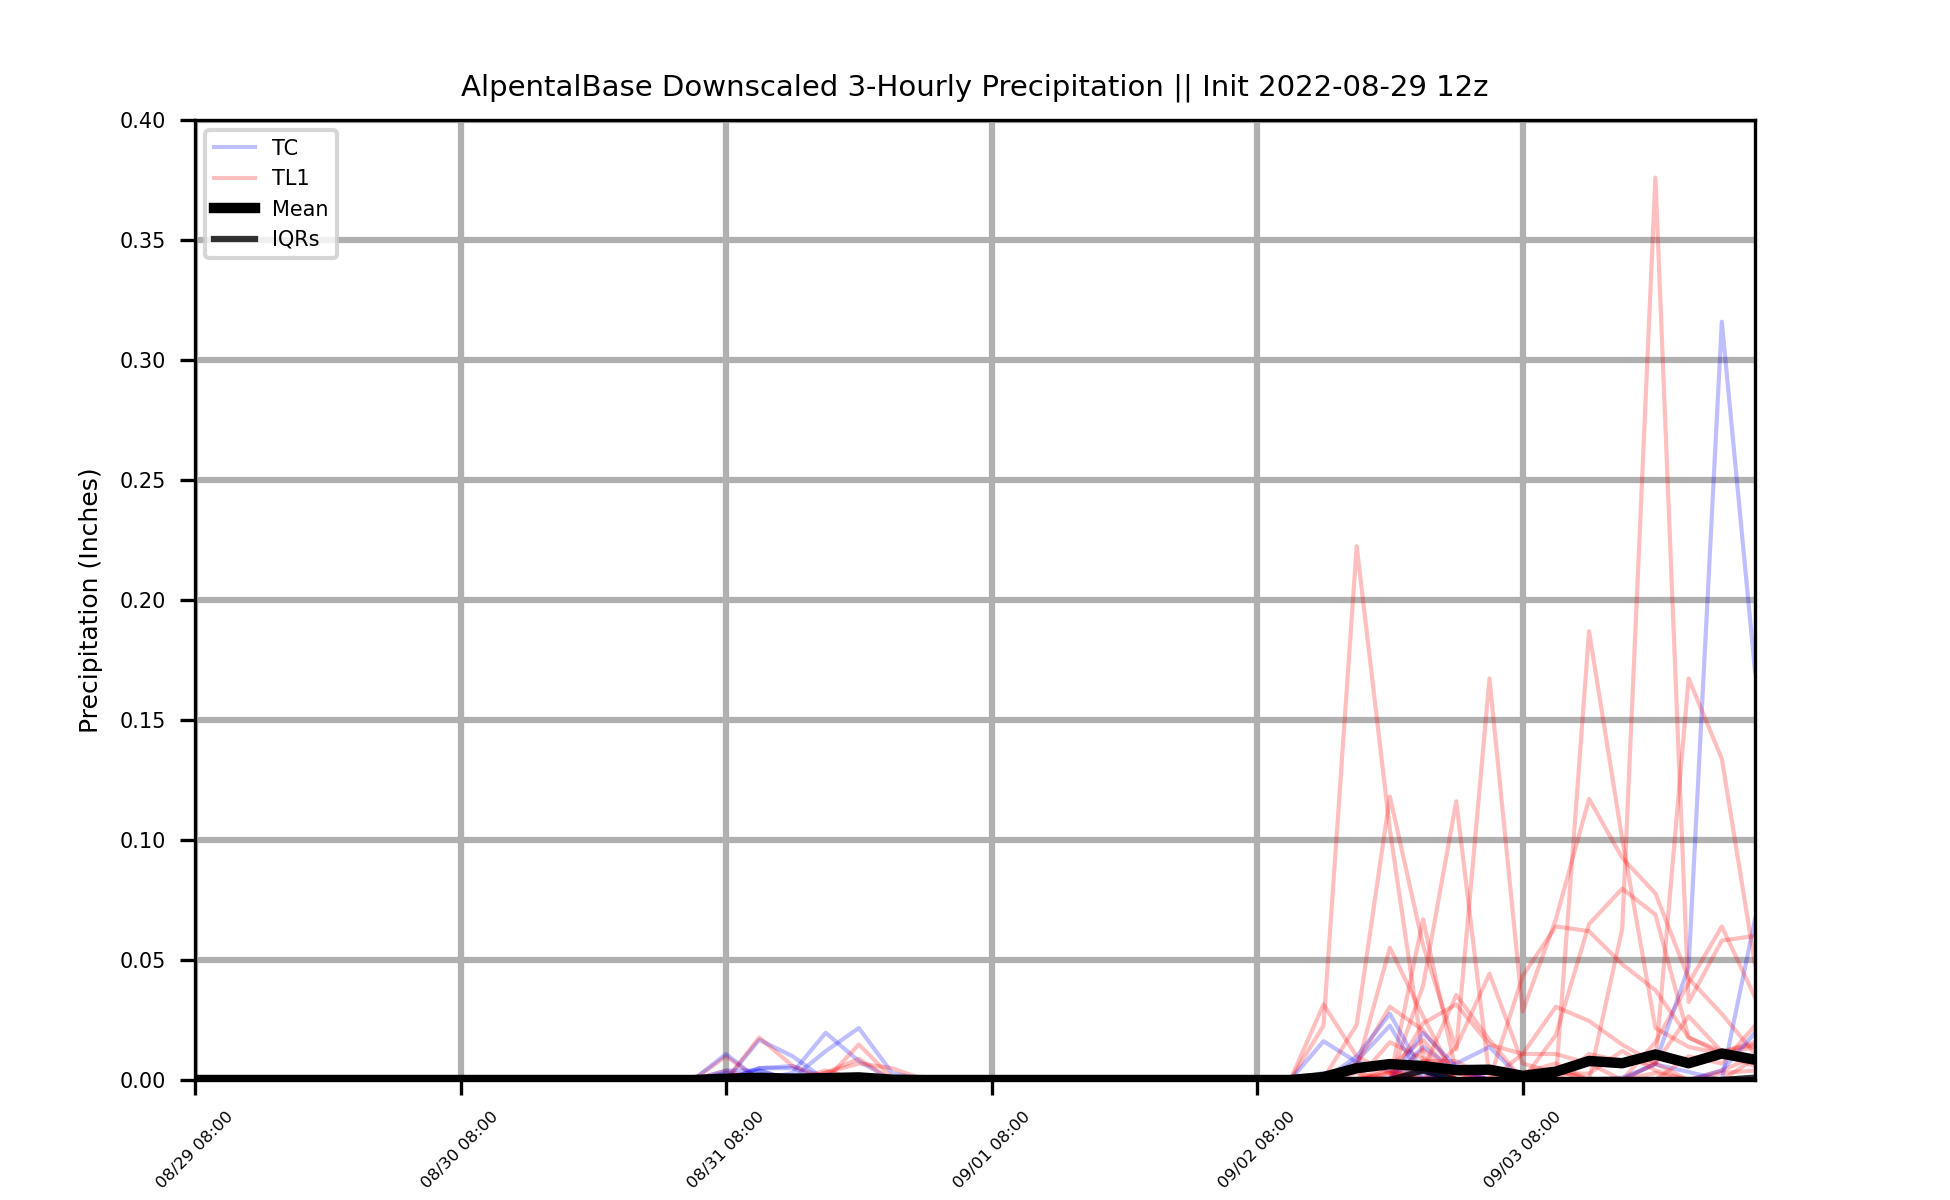 AlpentalBase Downscaled 3-Hourly Precipitation || Init 2022-08-29 12z
Precipitation (Inches)
0.40
0.35
0.30
0.25
0.20
0.15
0.10
0.05
0.00
TC
TL1
Mean
IQRs
08/29 08:00
08/30 08:00
08/31 08:00
09/01 08:00
09/02 08:00
09/03 08:00